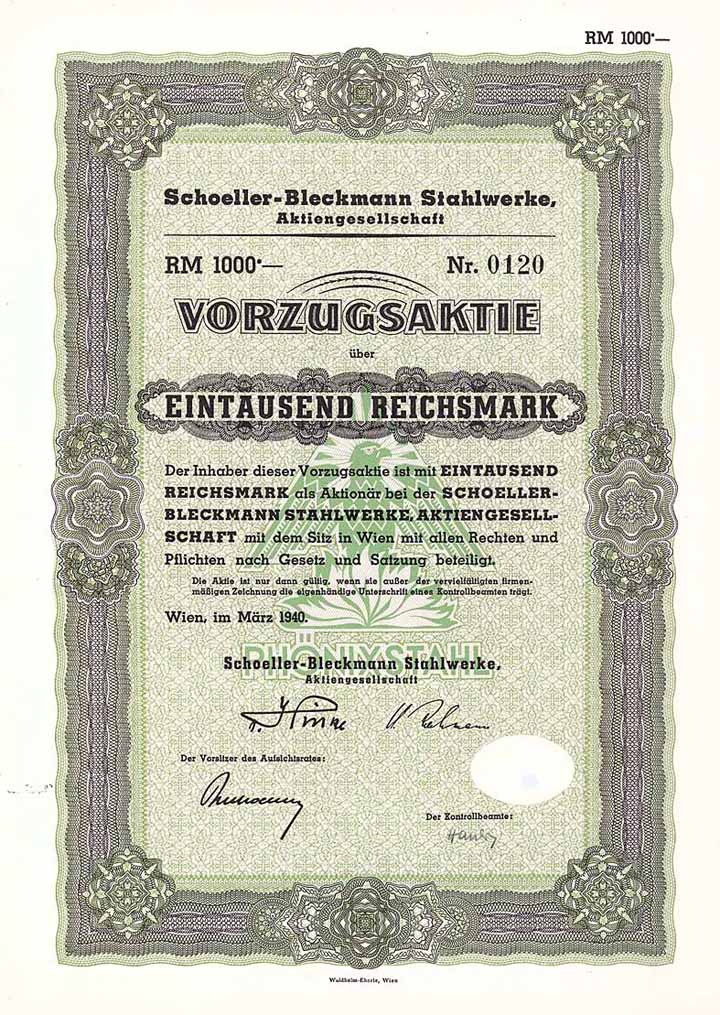 RM 1000·—
Schoeller-Bleckmann Stahlwerke,
Aktiengesellschaft
RM 1000·— Nr. 0120
VORZUGSAKTIE
über
EINTAUSEND REICHSMARK
Der Inhaber dieser Vorzugsaktie ist mit EINTAUSEND
REICHSMARK als Aktionär bei der SCHOELLER-
BLECKMANN STAHLWERKE, AKTIENGESELL-
SCHAFT mit dem Sitz in Wien mit allen Rechten und
Pflichten nach Gesetz und Satzung beteiligt.
Die Aktie ist nur dann gültig, wenn sie außer der vervielfältigten firmen-
mäßigen Zeichnung die eigenhändige Unterschrift eines Kontrollbeamten trägt.
Wien, im März 1940.
PHÖNIXSTAHL
Schoeller-Bleckmann Stahlwerke,
Aktiengesellschaft
Der Vorsitzer des Aufsichtsrates:
Der Kontrollbeamte:
Waldheim-Eberle, Wien